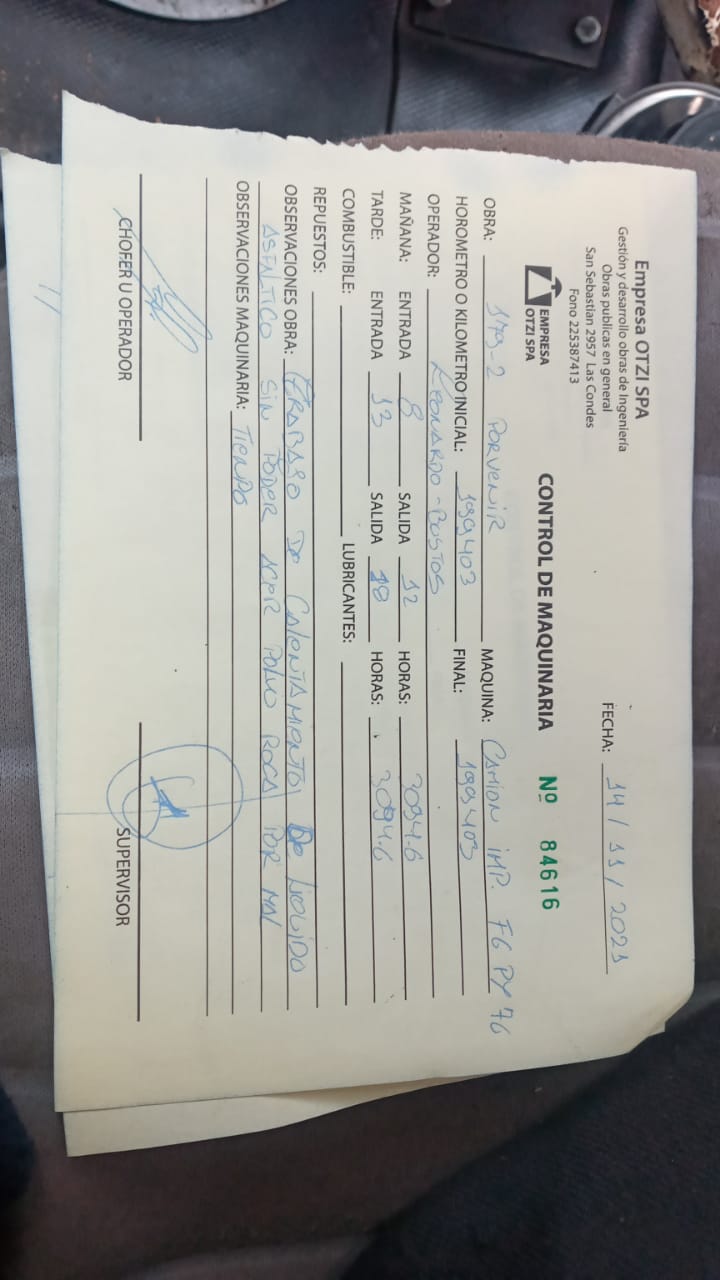 Empresa OTZI SPA
Gestión y desarrollo obras de Ingeniería
Obras publicas en general
San Sebastian 2957 Las Condes
Fono 225387413
EMPRESA
OTZI SPA
FECHA: 14/11/2021
CONTROL DE MAQUINARIA Nº 84616
OBRA: 179-2 PORVENIR MAQUINA: CAMION IMP. FG PY 76
HOROMETRO O KILOMETRO INICIAL: 199403 FINAL: 199403
OPERADOR: LEONARDO-BUSTOS
MAÑANA: ENTRADA 8 SALIDA 12 HORAS: 3094.6
TARDE: ENTRADA 13 SALIDA 18 HORAS: 3094.6
COMBUSTIBLE: LUBRICANTES:
REPUESTOS:
OBSERVACIONES OBRA: TRABAJO DE CALENTAMIENTO DE LIQUIDO
ASFALTICO SIN PODER ACER POLVO ROCA POR MAL
OBSERVACIONES MAQUINARIA: TIENPO
CHOFER U OPERADOR SUPERVISOR